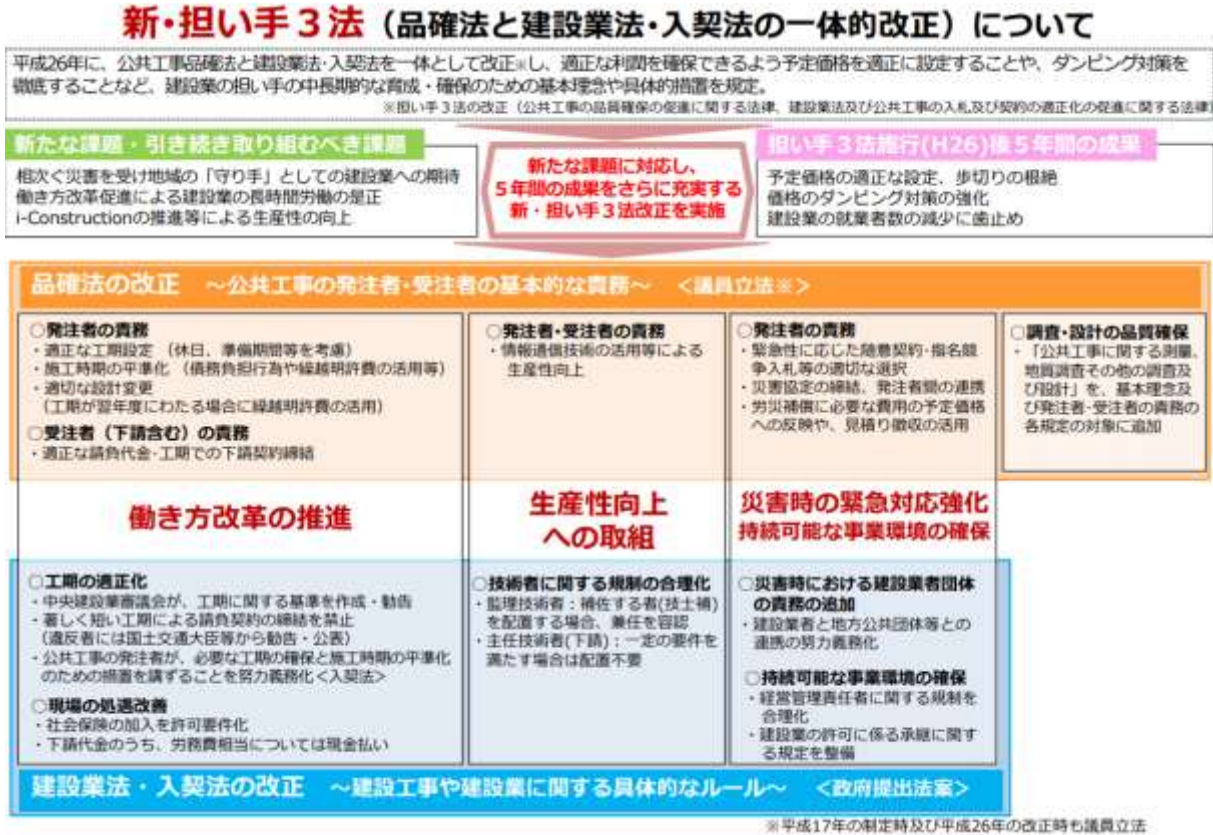 新・担い手３法（品確法と建設業法・入契法の一体的改正）について
平成26年に、公共工事品確法と建設業法・入契法を一体として改正※し、適正な利潤を確保できるよう予定価格を適正に設定することや、ダンピング対策を
徹底することなど、建設業の担い手の中長期的な育成・確保のための基本理念や具体的措置を規定。
※担い手３法の改正（公共工事の品質確保の促進に関する法律、建設業法及び公共工事の入札及び契約の適正化の促進に関する法律）
新たな課題・引き続き取り組むべき課題
相次ぐ災害を受け地域の「守り手」としての建設業への期待
働き方改革促進による建設業の長時間労働の是正
i-Constructionの推進等による生産性の向上
新たな課題に対応し、
５年間の成果をさらに充実する
新・担い手３法改正を実施
担い手３法施行(H26)後５年間の成果
予定価格の適正な設定、歩切りの根絶
価格のダンピング対策の強化
建設業の就業者数の減少に歯止め
品確法の改正　～公共工事の発注者・受注者の基本的な責務～　＜議員立法※＞
○発注者の責務
・適正な工期設定（休日、準備期間等を考慮）
・施工時期の平準化（債務負担行為や繰越明許費の活用等）
・適切な設計変更
（工期が翌年度にわたる場合に繰越明許費の活用）
○受注者（下請含む）の責務
・適正な請負代金・工期での下請契約締結
○発注者・受注者の責務
・情報通信技術の活用等による
生産性向上
○発注者の責務
・緊急性に応じた随意契約・指名競
争入札等の適切な選択
・災害協定の締結、発注者間の連携
・労災補償に必要な費用の予定価格
への反映や、見積り徴収の活用
○調査・設計の品質確保
・「公共工事に関する測量、
地質調査その他の調査及
び設計」を、基本理念及
び発注者・受注者の責務の
各規定の対象に追加
働き方改革の推進
生産性向上
への取組
災害時の緊急対応強化
持続可能な事業環境の確保
○工期の適正化
・中央建設業審議会が、工期に関する基準を作成・勧告
・著しく短い工期による請負契約の締結を禁止
（違反者には国土交通大臣等から勧告・公表）
・公共工事の発注者が、必要な工期の確保と施工時期の平準化
のための措置を講ずることを努力義務化＜入契法＞
○現場の処遇改善
・社会保険の加入を許可要件化
・下請代金のうち、労務費相当については現金払い
○技術者に関する規制の合理化
・監理技術者：補佐する者(技士補)
を配置する場合、兼任を容認
・主任技術者(下請)：一定の要件を
満たす場合は配置不要
○災害時における建設業者団体
の責務の追加
・建設業者と地方公共団体等との
連携の努力義務化
○持続可能な事業環境の確保
・経営管理責任者に関する規制を
合理化
・建設業の許可に係る承継に関す
る規定を整備
建設業法・入契法の改正　～建設工事や建設業に関する具体的なルール～　＜政府提出法案＞
※平成17年の制定時及び平成26年の改正時も議員立法